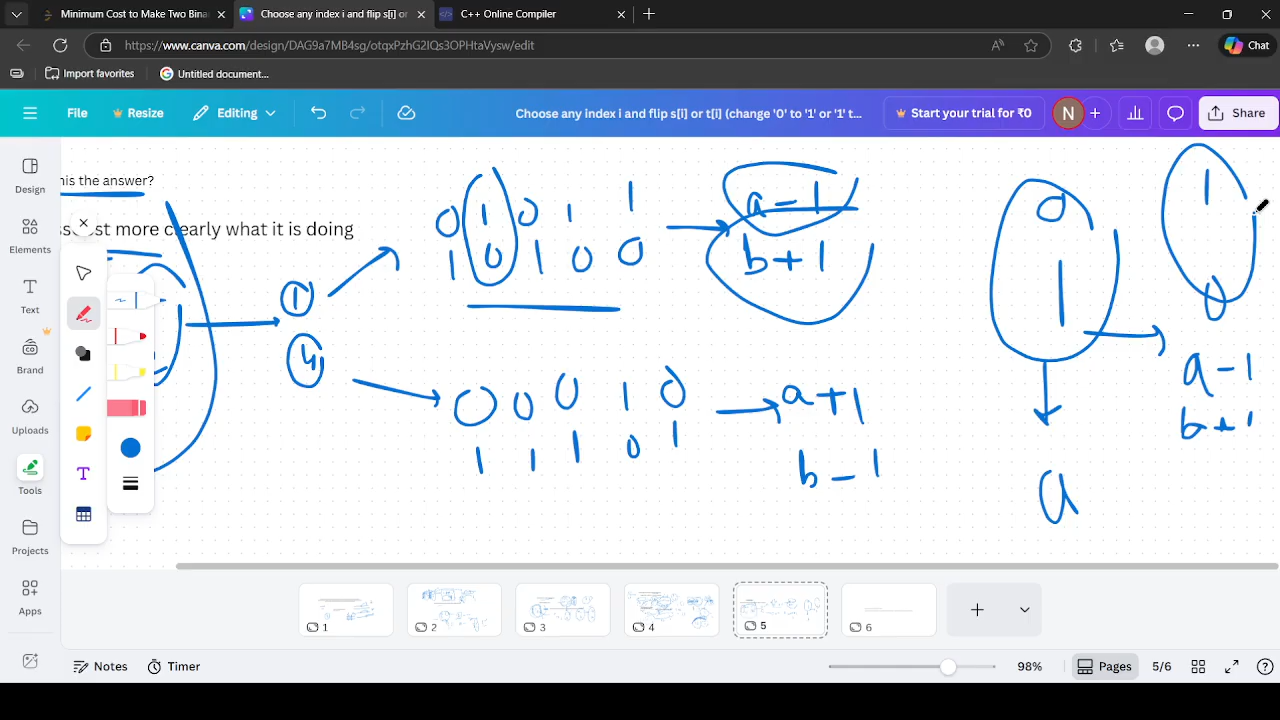 Minimum Cost to Make Two Bina
Choose any index i and flip s[i] or
C++ Online Compiler
https://www.canva.com/design/DAG9a7MB4sg/otqxPzhG2IQs3OPHtaVysw/edit
Chat
Import favorites
Untitled document...
File
Resize
Editing
Choose any index i and flip s[i] or t[i] (change '0' to '1' or '1' t...
Start your trial for ₹0
N
Share
Design
Elements
Text
Brand
Uploads
Tools
Projects
Apps
his the answer?
st more clearly what it is doing
0 1 0 1 1
1 0 1 0 0
a-1
b+1
1
4
0 0 0 1 0
1 1 1 0 1
a+1
b-1
0
1
a
1
0
a-1
b+1
1
2
3
4
5
6
Notes
Timer
98%
Pages
5/6